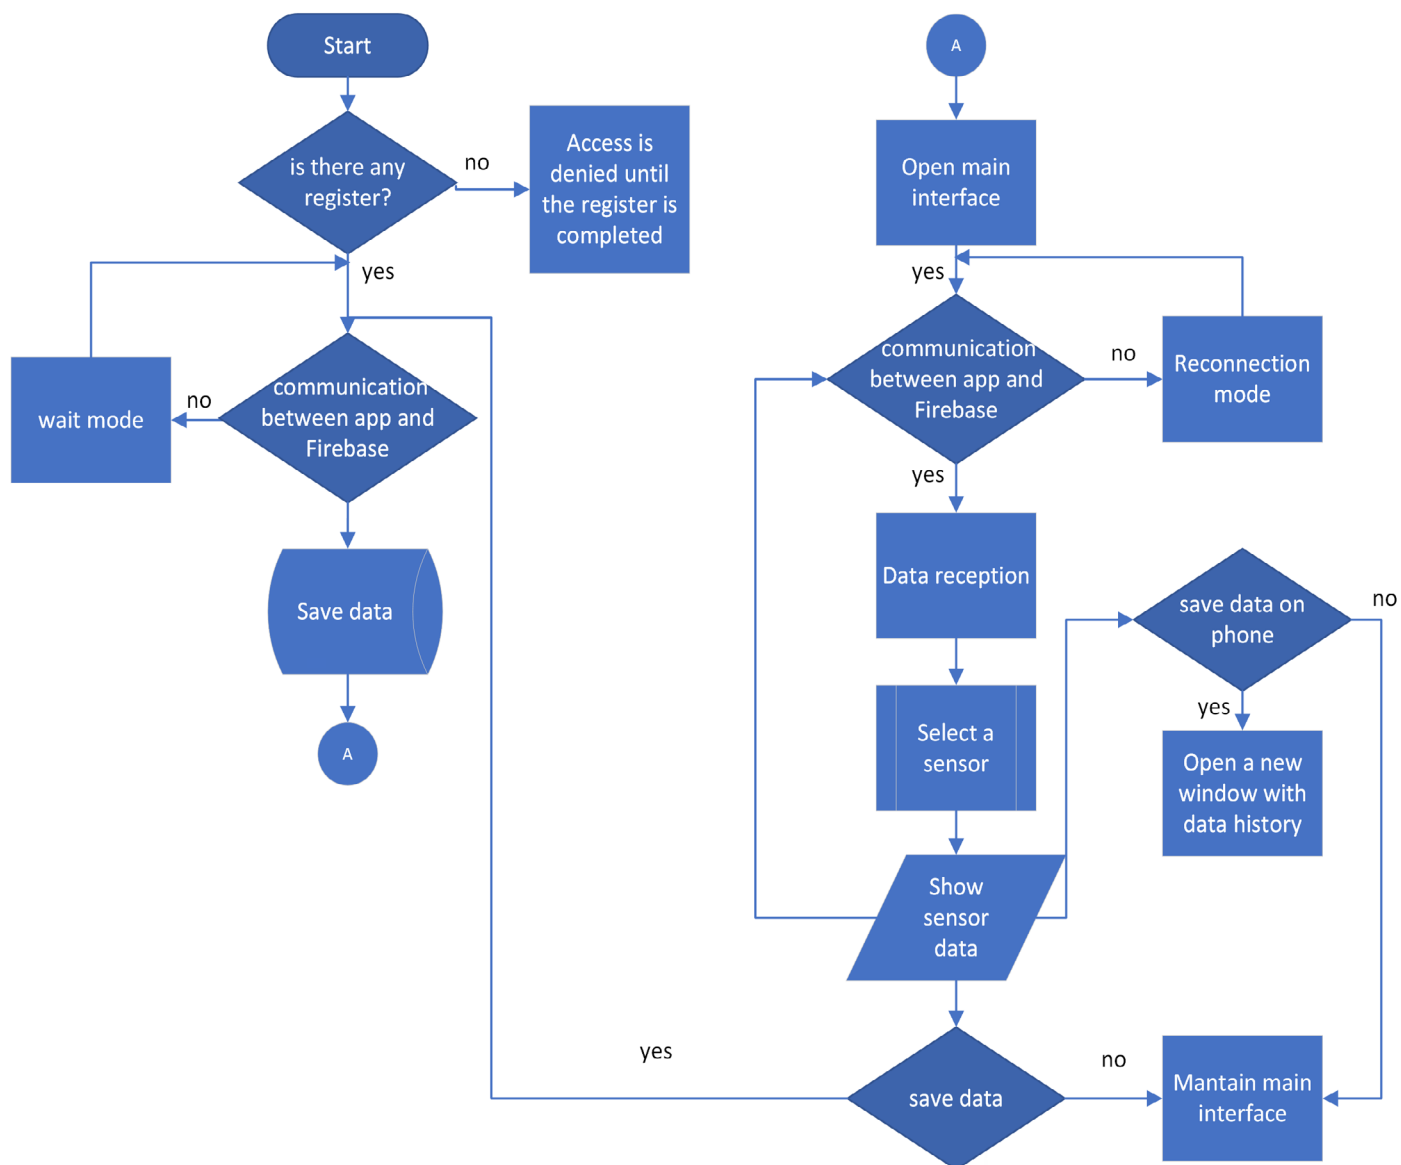 Start
is there any
register?
no
Access is
denied until
the register is
completed
yes
communication
between app and
Firebase
no
wait mode
Save data
A
A
Open main
interface
yes
communication
between app and
Firebase
no
Reconnection
mode
yes
Data reception
Select a
sensor
Show
sensor
data
save data on
phone
no
yes
Open a new
window with
data history
save data
yes
no
Mantain main
interface